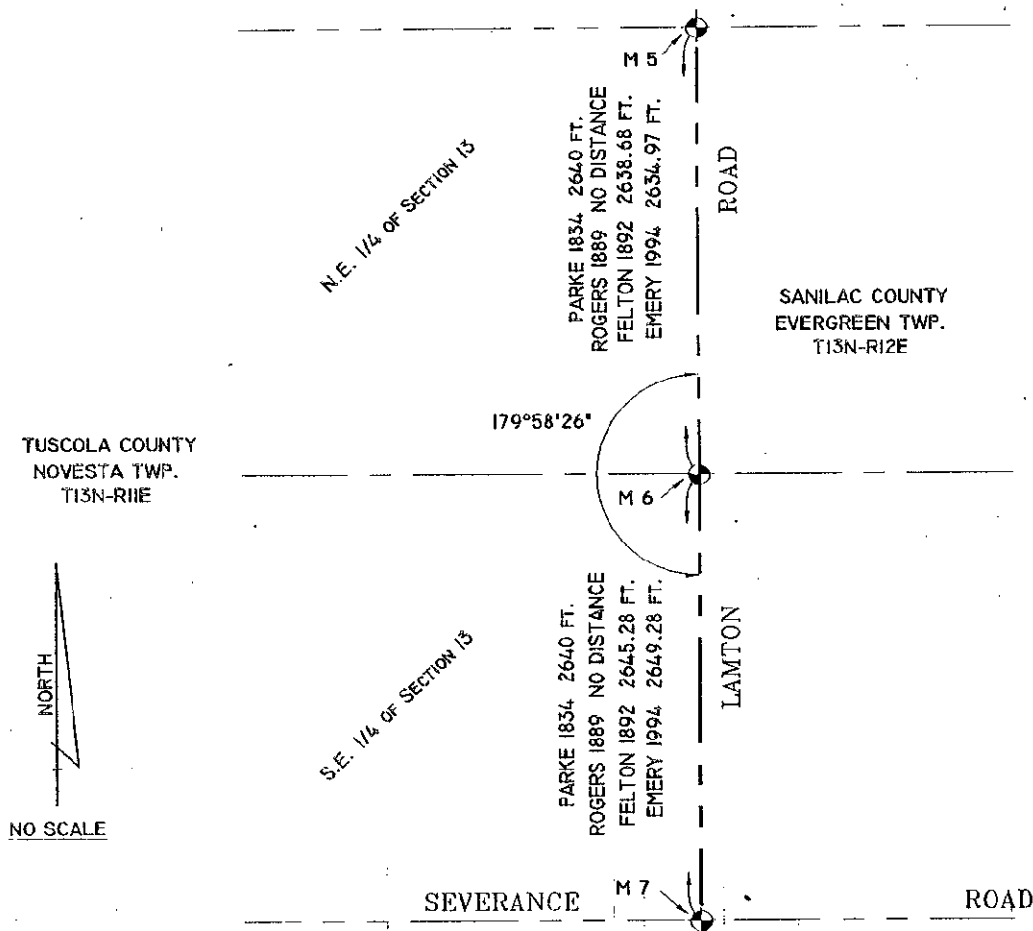 M 5
PARKE 1834 2640 FT.
ROGERS 1889 NO DISTANCE
FELTON 1892 2638.68 FT.
EMERY 1994 2634.97 FT.
ROAD
N.E. 1/4 OF SECTION 13
SANILAC COUNTY
EVERGREEN TWP.
T13N-R12E
179°58'26"
TUSCOLA COUNTY
NOVESTA TWP.
T13N-R11E
M 6
PARKE 1834 2640 FT.
ROGERS 1889 NO DISTANCE
FELTON 1892 2645.28 FT.
EMERY 1994 2649.28 FT.
LAMTON
S.E. 1/4 OF SECTION 13
NORTH
NO SCALE
M 7
SEVERANCE ROAD